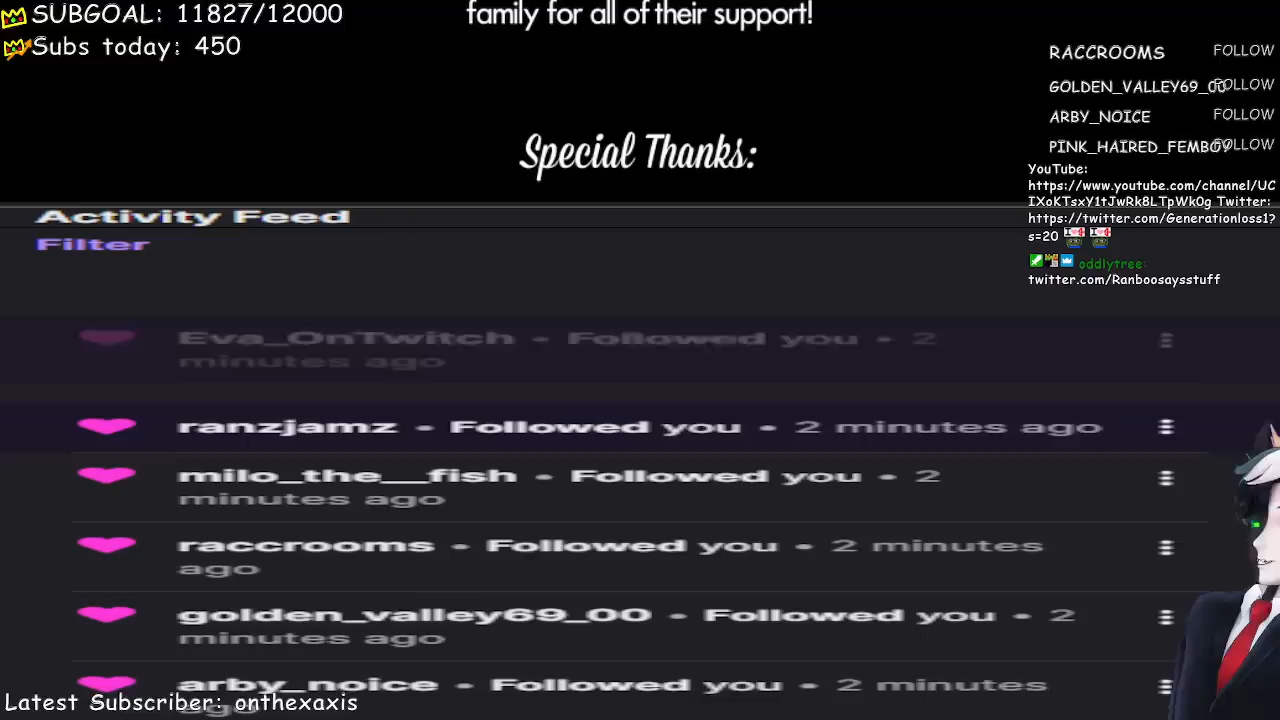 SUBGOAL: 11827/12000
Subs today: 450
family for all of their support!
Special Thanks:
RACCROOMS FOLLOW
GOLDEN_VALLEY69_00 FOLLOW
ARBY_NOICE FOLLOW
PINK_HAIRED_FEMBOY FOLLOW
YouTube:
https://www.youtube.com/channel/UC
IXoKTsxY1tJwRk8LTpWk0g Twitter:
https://twitter.com/Generationloss1?
s=20
oddlytree:
twitter.com/Ranboosaysstuff
Activity Feed
Filter
Eva_OnTwitch • Followed you • 2
minutes ago
ranzjamz • Followed you • 2 minutes ago
milo_the__fish • Followed you • 2
minutes ago
raccrooms • Followed you • 2 minutes
ago
golden_valley69_00 • Followed you • 2
minutes ago
arby_noice • Followed you • 2 minutes
ago
Latest Subscriber: onthexaxis